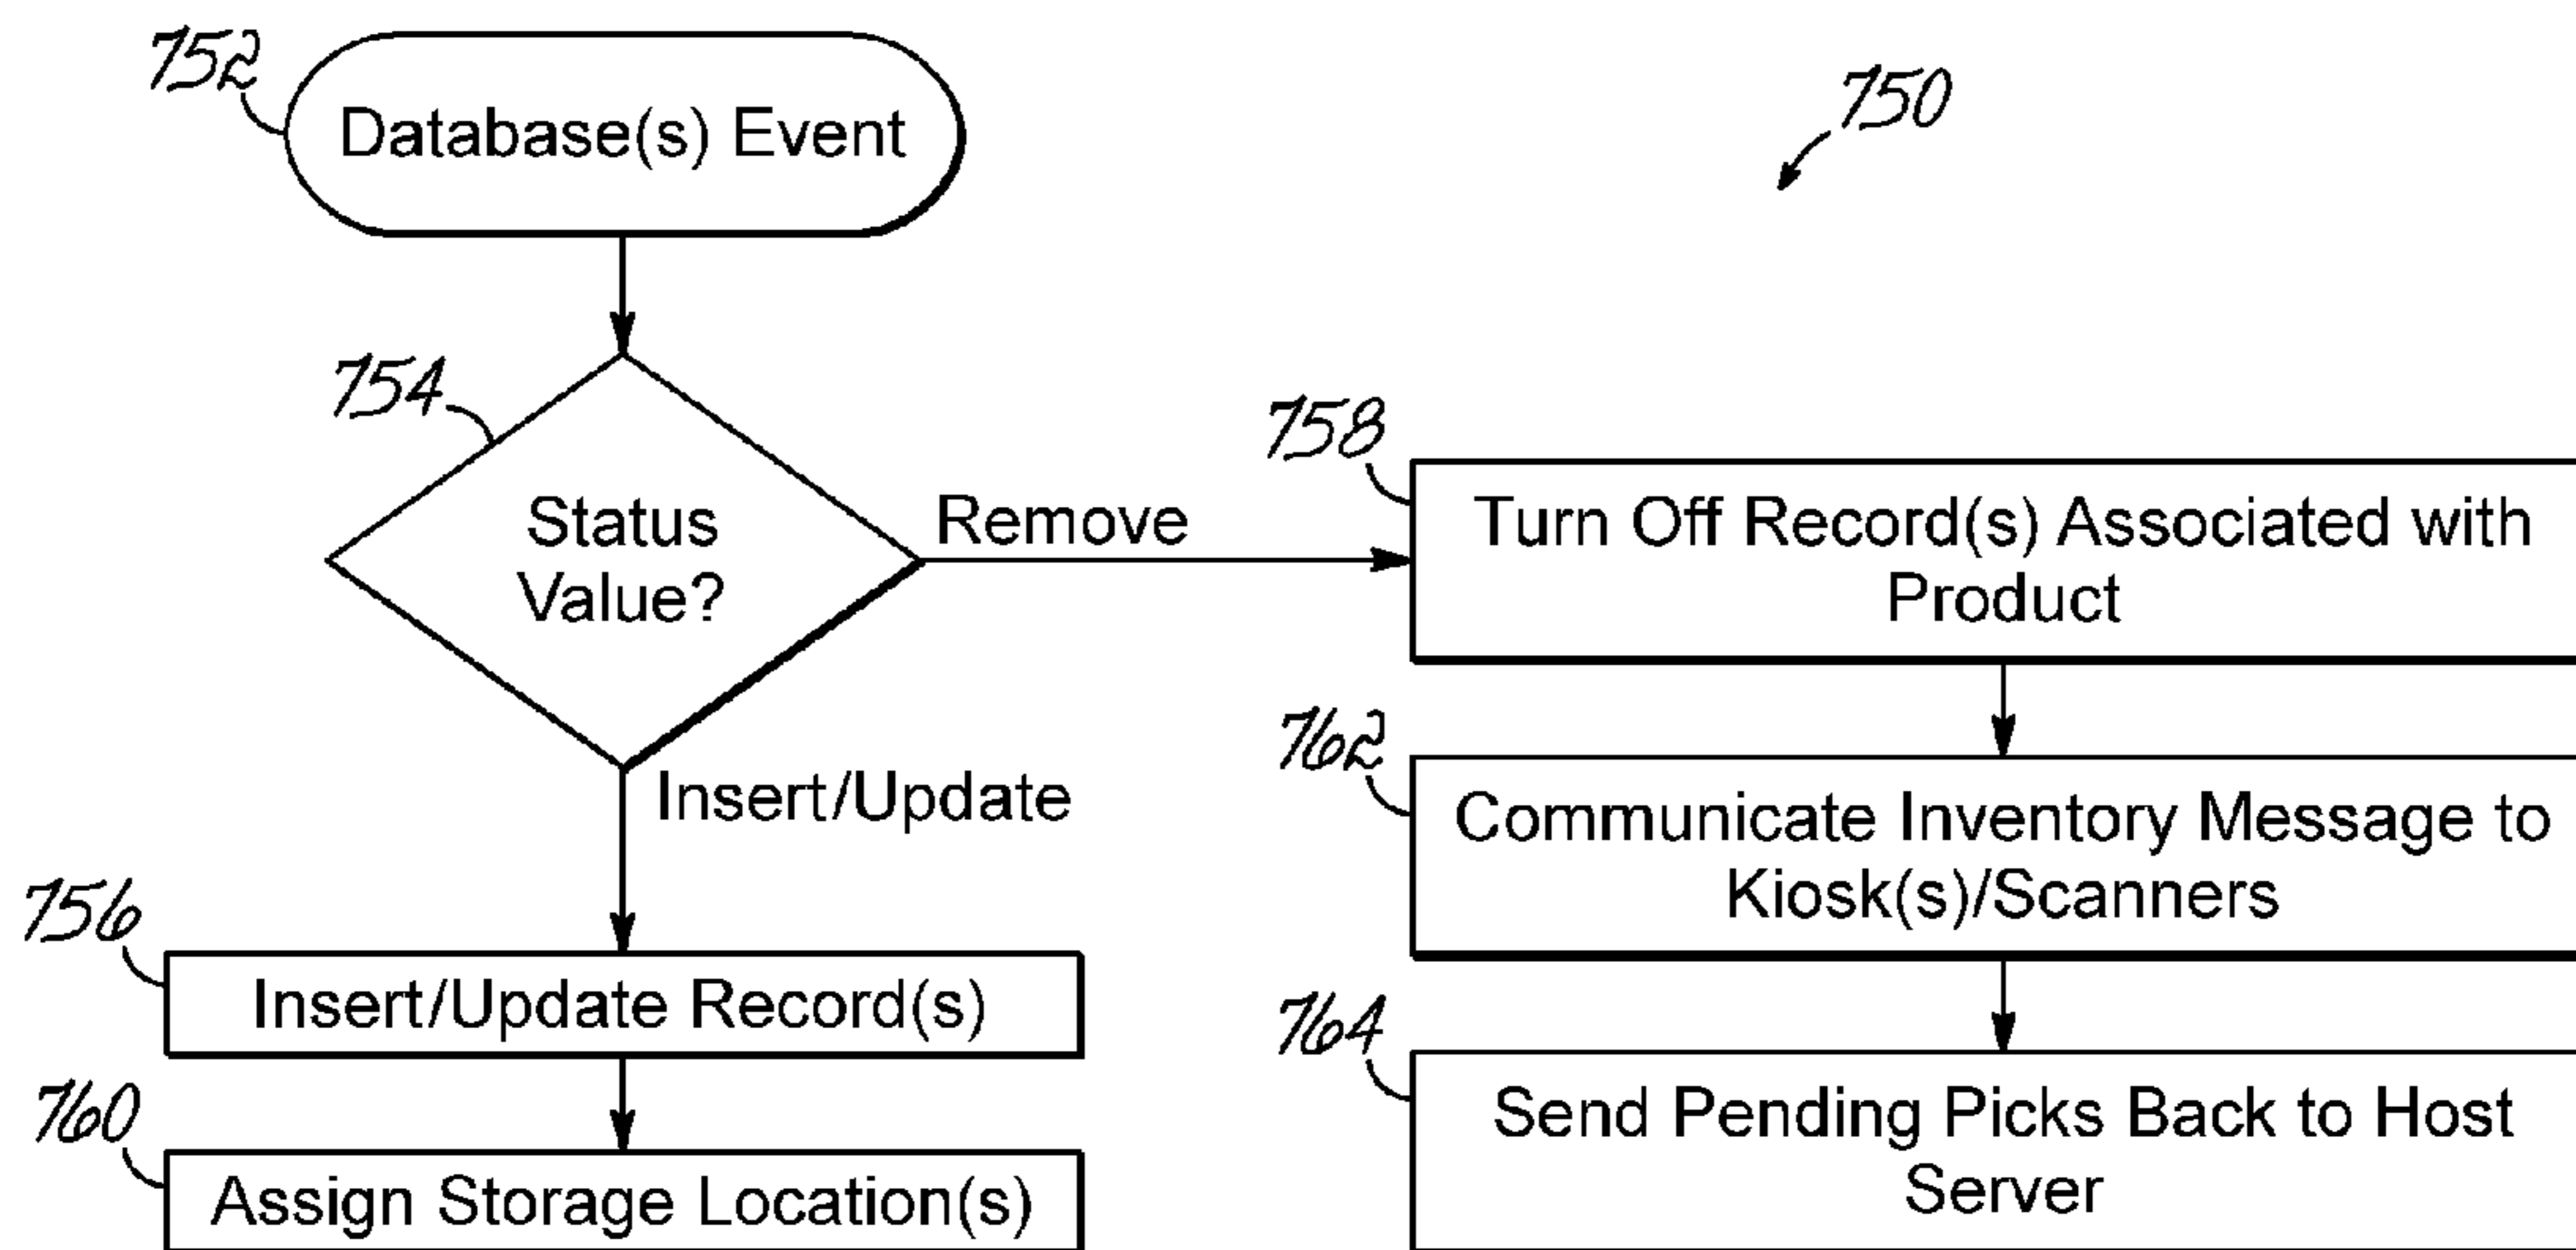 752
Database(s) Event
750
754
Status
Value?
Remove
758
Turn Off Record(s) Associated with
Product
Insert/Update
762
Communicate Inventory Message to
Kiosk(s)/Scanners
756
Insert/Update Record(s)
764
Send Pending Picks Back to Host
Server
760
Assign Storage Location(s)